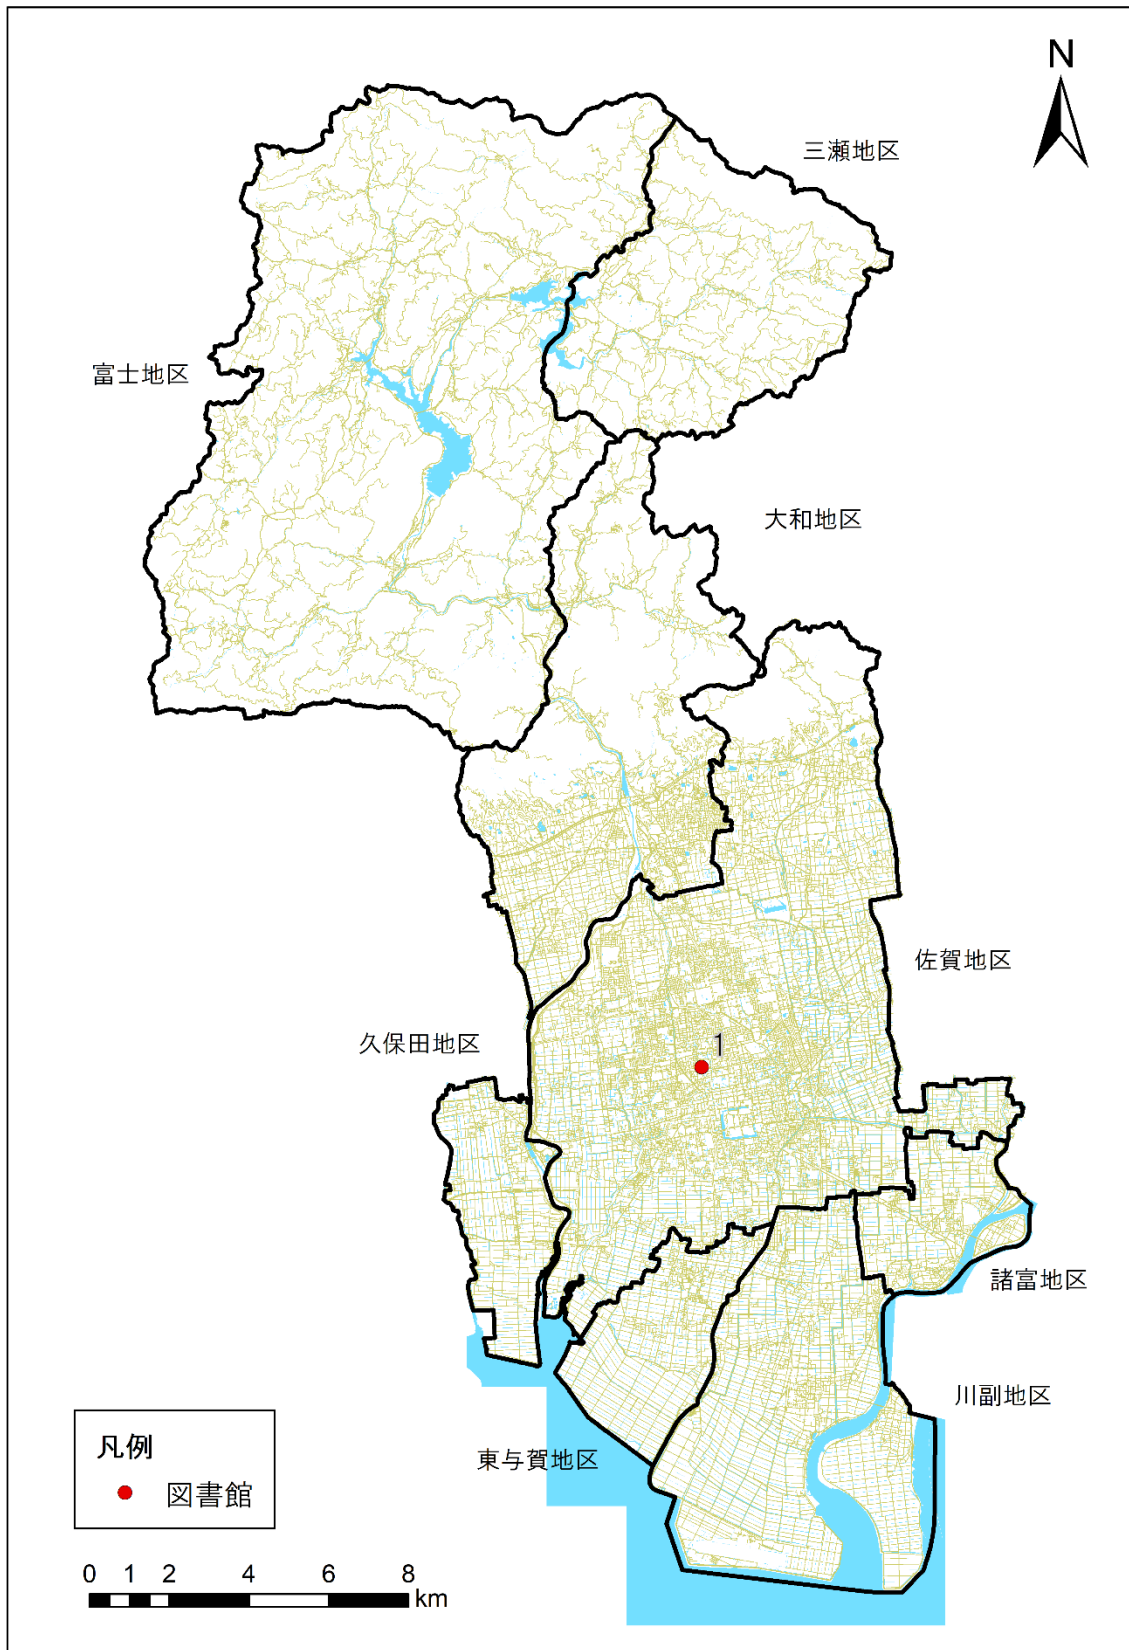 N
三瀬地区
富士地区
大和地区
佐賀地区
久保田地区
1
諸富地区
川副地区
東与賀地区
凡例
図書館
0 1 2 4 6 8
km